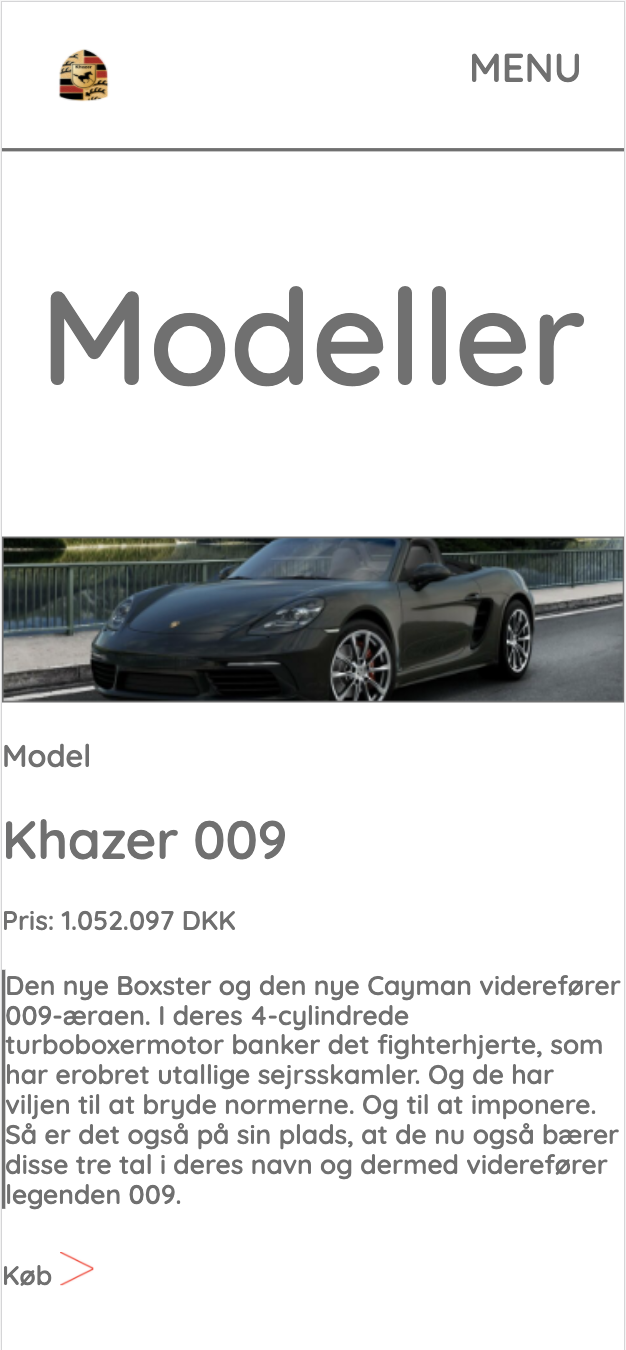 Khazer
MENU
Modeller
Model
Khazer 009
Pris: 1.052.097 DKK
Den nye Boxster og den nye Cayman viderefører
009-æraen. I deres 4-cylindrede
turboboxermotor banker det fighterhjerte, som
har erobret utallige sejrsskamler. Og de har
viljen til at bryde normerne. Og til at imponere.
Så er det også på sin plads, at de nu også bærer
disse tre tal i deres navn og dermed viderefører
legenden 009.
Køb >